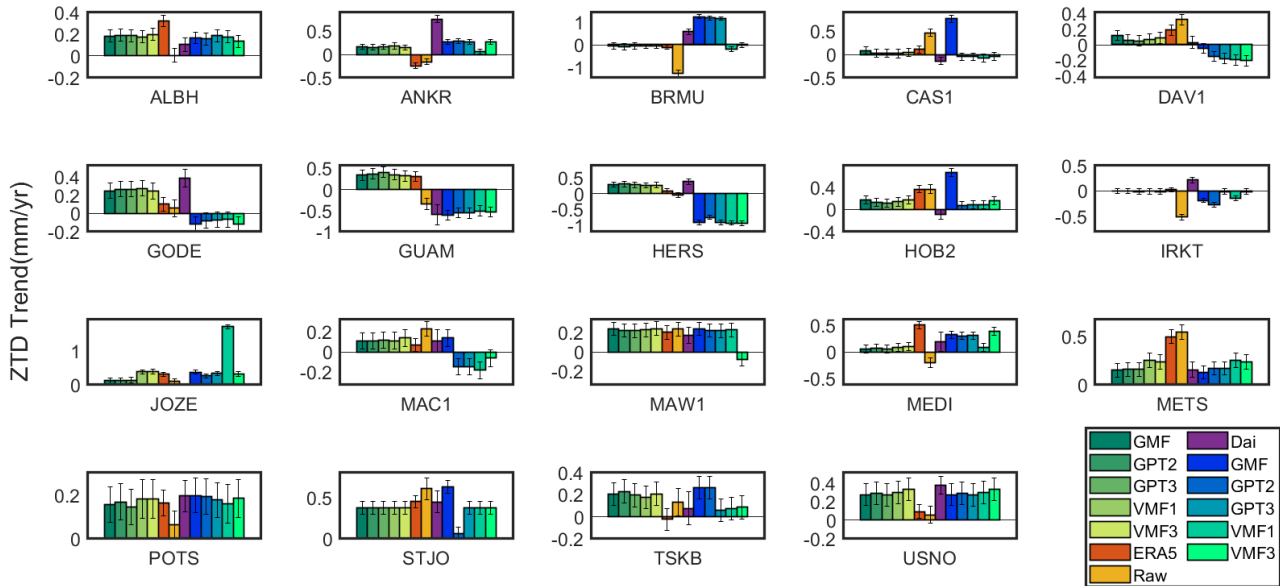 ZTD Trend(mm/yr)
0.4
0.2
0
-0.2
ALBH
0.5
0
-0.5
ANKR
1
0
-1
BRMU
0.5
0
-0.5
CAS1
0.4
0.2
0
-0.2
-0.4
DAV1
0.4
0.2
0
-0.2
GODE
0.5
0
-0.5
-1
GUAM
0.5
0
-0.5
-1
HERS
0.4
0
-0.4
HOB2
0.5
0
-0.5
IRKT
1
0
JOZE
0.2
0
-0.2
MAC1
0.2
0
-0.2
MAW1
0.5
0
-0.5
MEDI
0.5
0
METS
0.2
0
POTS
0.5
0
STJO
0.4
0.2
0
-0.2
TSKB
0.4
0.2
0
-0.2
USNO
GMF Dai
GPT2 GMF
GPT3 GPT2
VMF1 GPT3
VMF3 VMF1
ERA5 VMF3
Raw